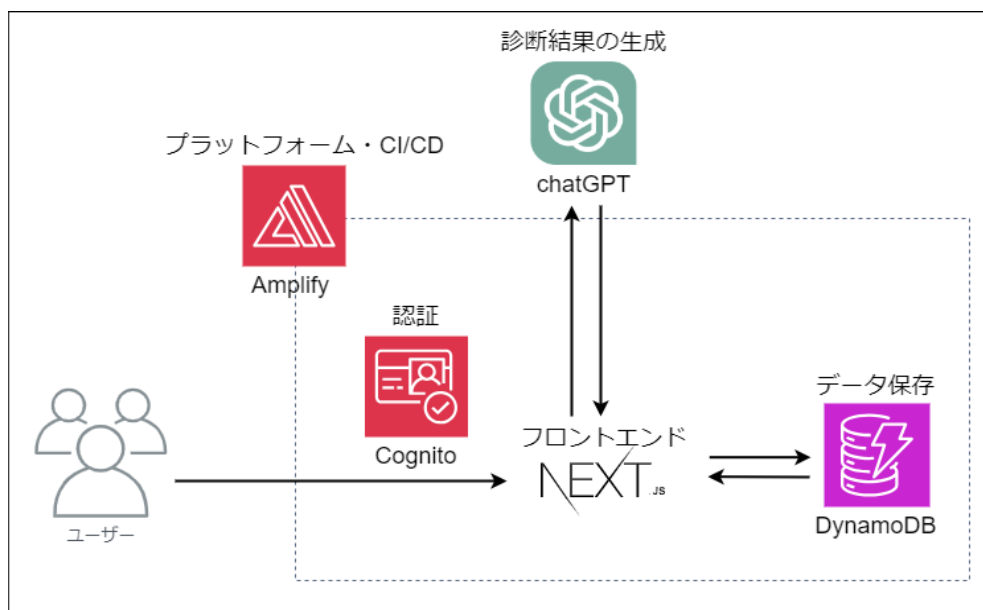 診断結果の生成
chatGPT
プラットフォーム・CI/CD
Amplify
認証
Cognito
フロントエンド
NEXT.JS
データ保存
DynamoDB
ユーザー